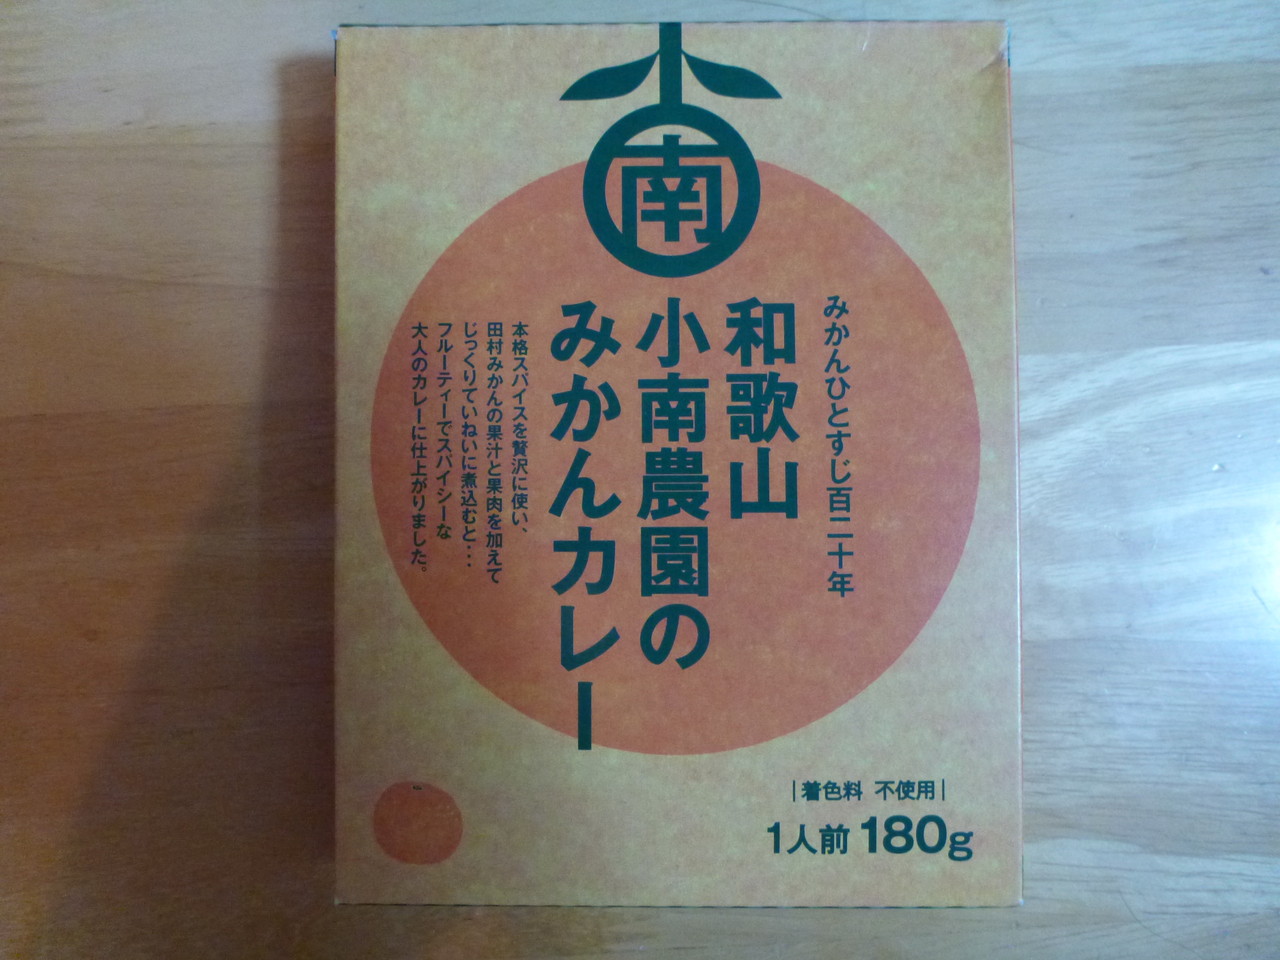 南
みかんひとすじ百二十年
和歌山
小南農園の
みかんカレー
本格スパイスを贅沢に使い、
田村みかんの果汁と果肉を加えて
じっくりていねいに煮込むと・・・
フルーティーでスパイシーな
大人のカレーに仕上がりました。
|着色料 不使用|
1人前 180g